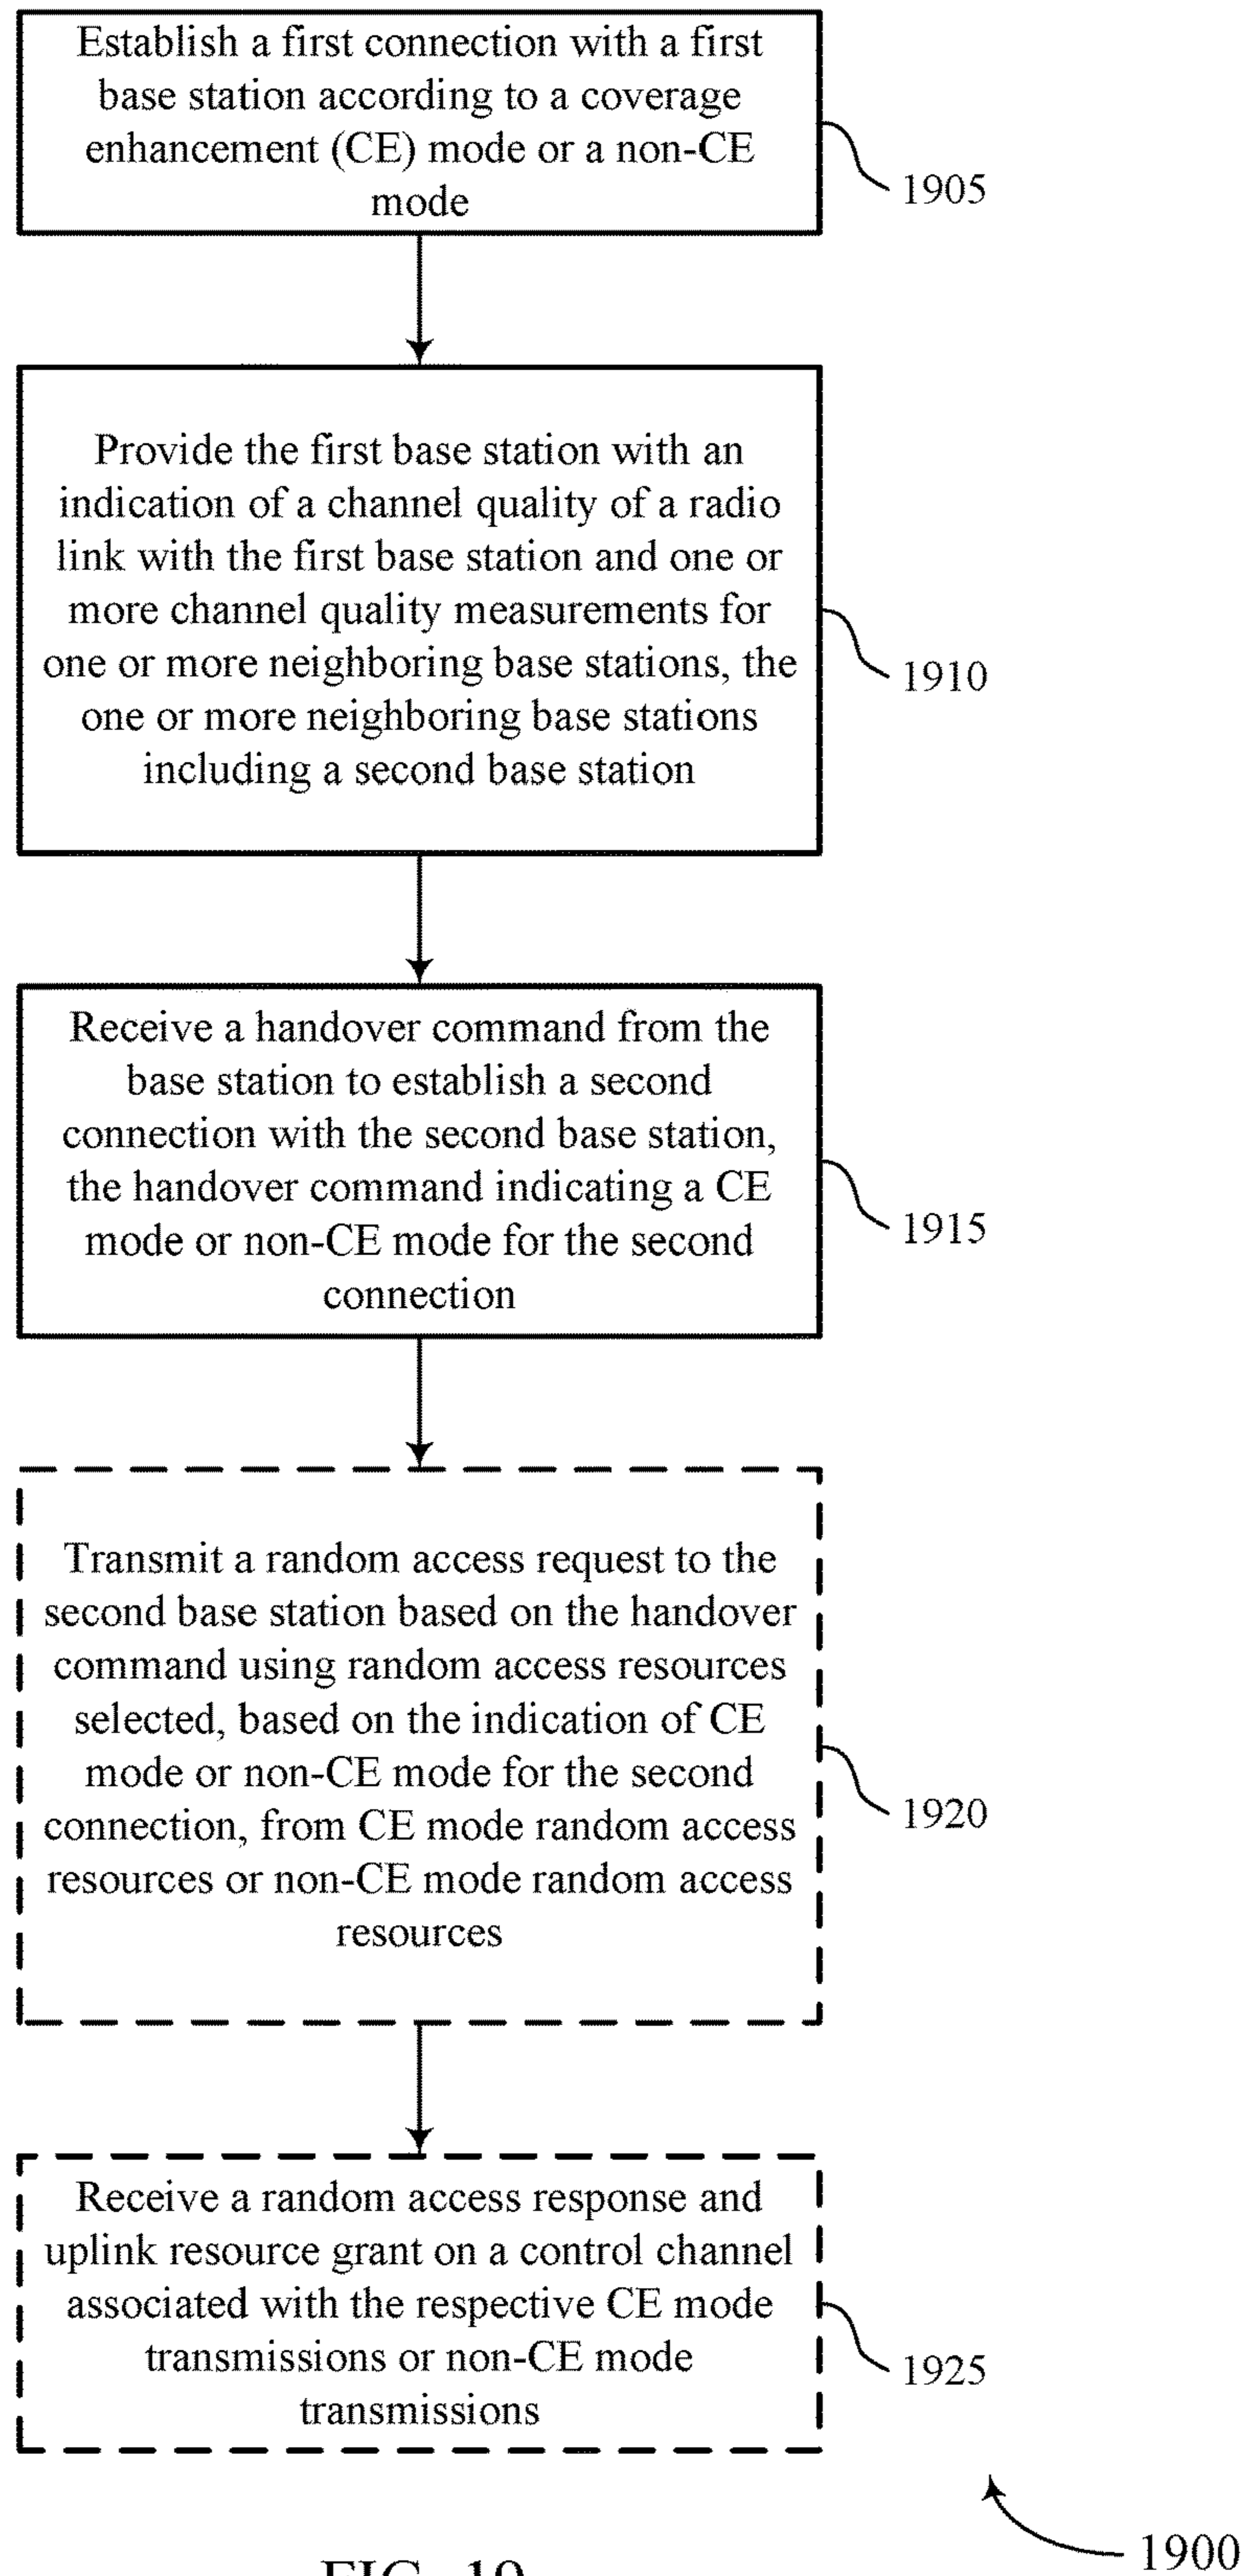 Establish a first connection with a first
base station according to a coverage
enhancement (CE) mode or a non-CE
mode
1905
Provide the first base station with an
indication of a channel quality of a radio
link with the first base station and one or
more channel quality measurements for
one or more neighboring base stations, the
one or more neighboring base stations
including a second base station
1910
Receive a handover command from the
base station to establish a second
connection with the second base station,
the handover command indicating a CE
mode or non-CE mode for the second
connection
1915
Transmit a random access request to the
second base station based on the handover
command using random access resources
selected, based on the indication of CE
mode or non-CE mode for the second
connection, from CE mode random access
resources or non-CE mode random access
resources
1920
Receive a random access response and
uplink resource grant on a control channel
associated with the respective CE mode
transmissions or non-CE mode
transmissions
1925
1900
FIG. 19